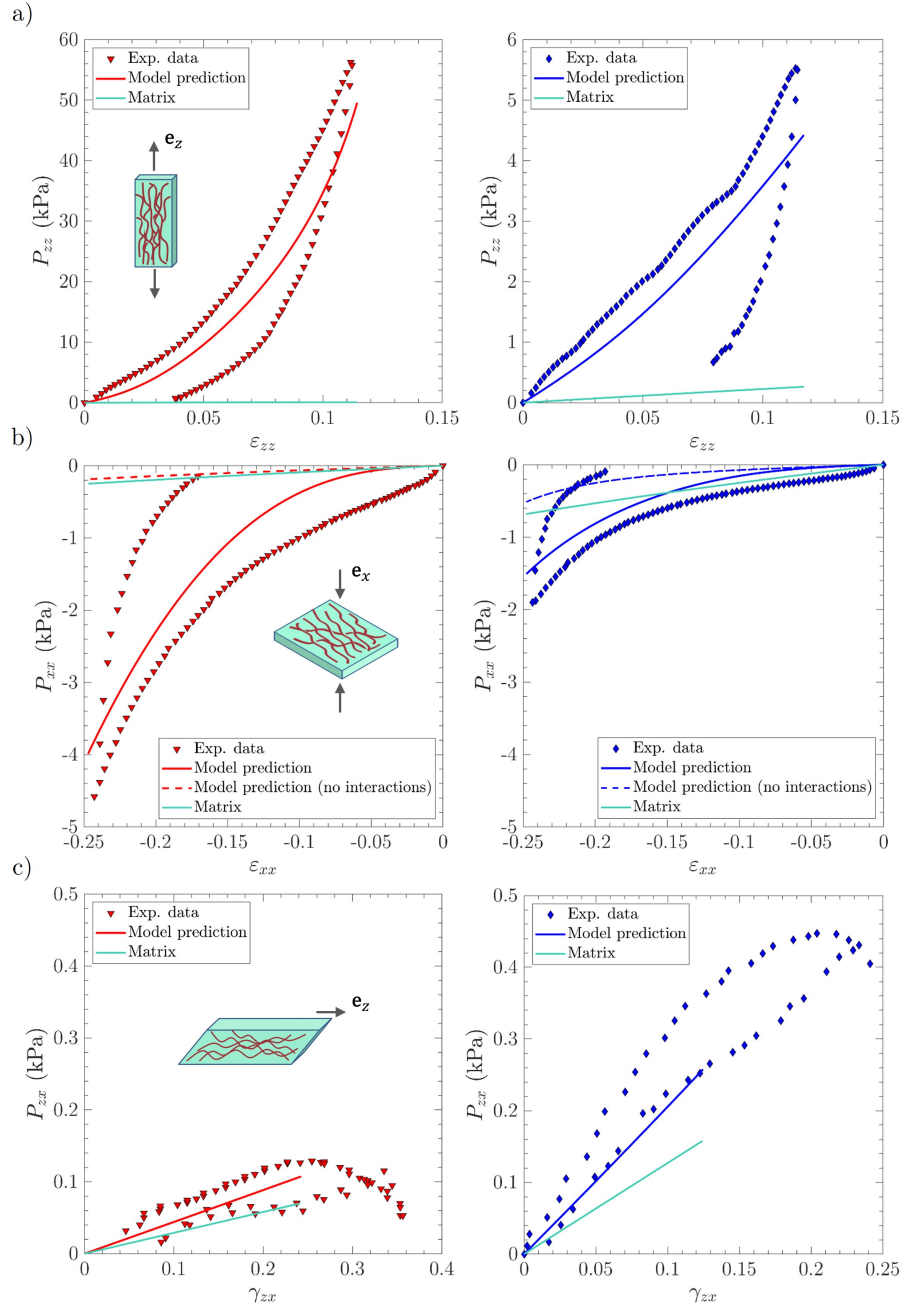 a)
60
50
40
30
20
10
0
P_zz (kPa)
Exp. data
Model prediction
Matrix
e_z
0
0.05
0.1
0.15
ε_zz
6
5
4
3
2
1
0
P_zz (kPa)
Exp. data
Model prediction
Matrix
0
0.05
0.1
0.15
ε_zz
b)
0
-1
-2
-3
-4
-5
P_xx (kPa)
e_x
Exp. data
Model prediction
Model prediction (no interactions)
Matrix
-0.25
-0.2
-0.15
-0.1
-0.05
0
ε_xx
0
-1
-2
-3
-4
-5
P_xx (kPa)
Exp. data
Model prediction
Model prediction (no interactions)
Matrix
-0.25
-0.2
-0.15
-0.1
-0.05
0
ε_xx
c)
0.5
0.4
0.3
0.2
0.1
0
P_zx (kPa)
Exp. data
Model prediction
Matrix
e_z
0
0.1
0.2
0.3
0.4
γ_zx
0.5
0.4
0.3
0.2
0.1
0
P_zx (kPa)
Exp. data
Model prediction
Matrix
0
0.05
0.1
0.15
0.2
0.25
γ_zx